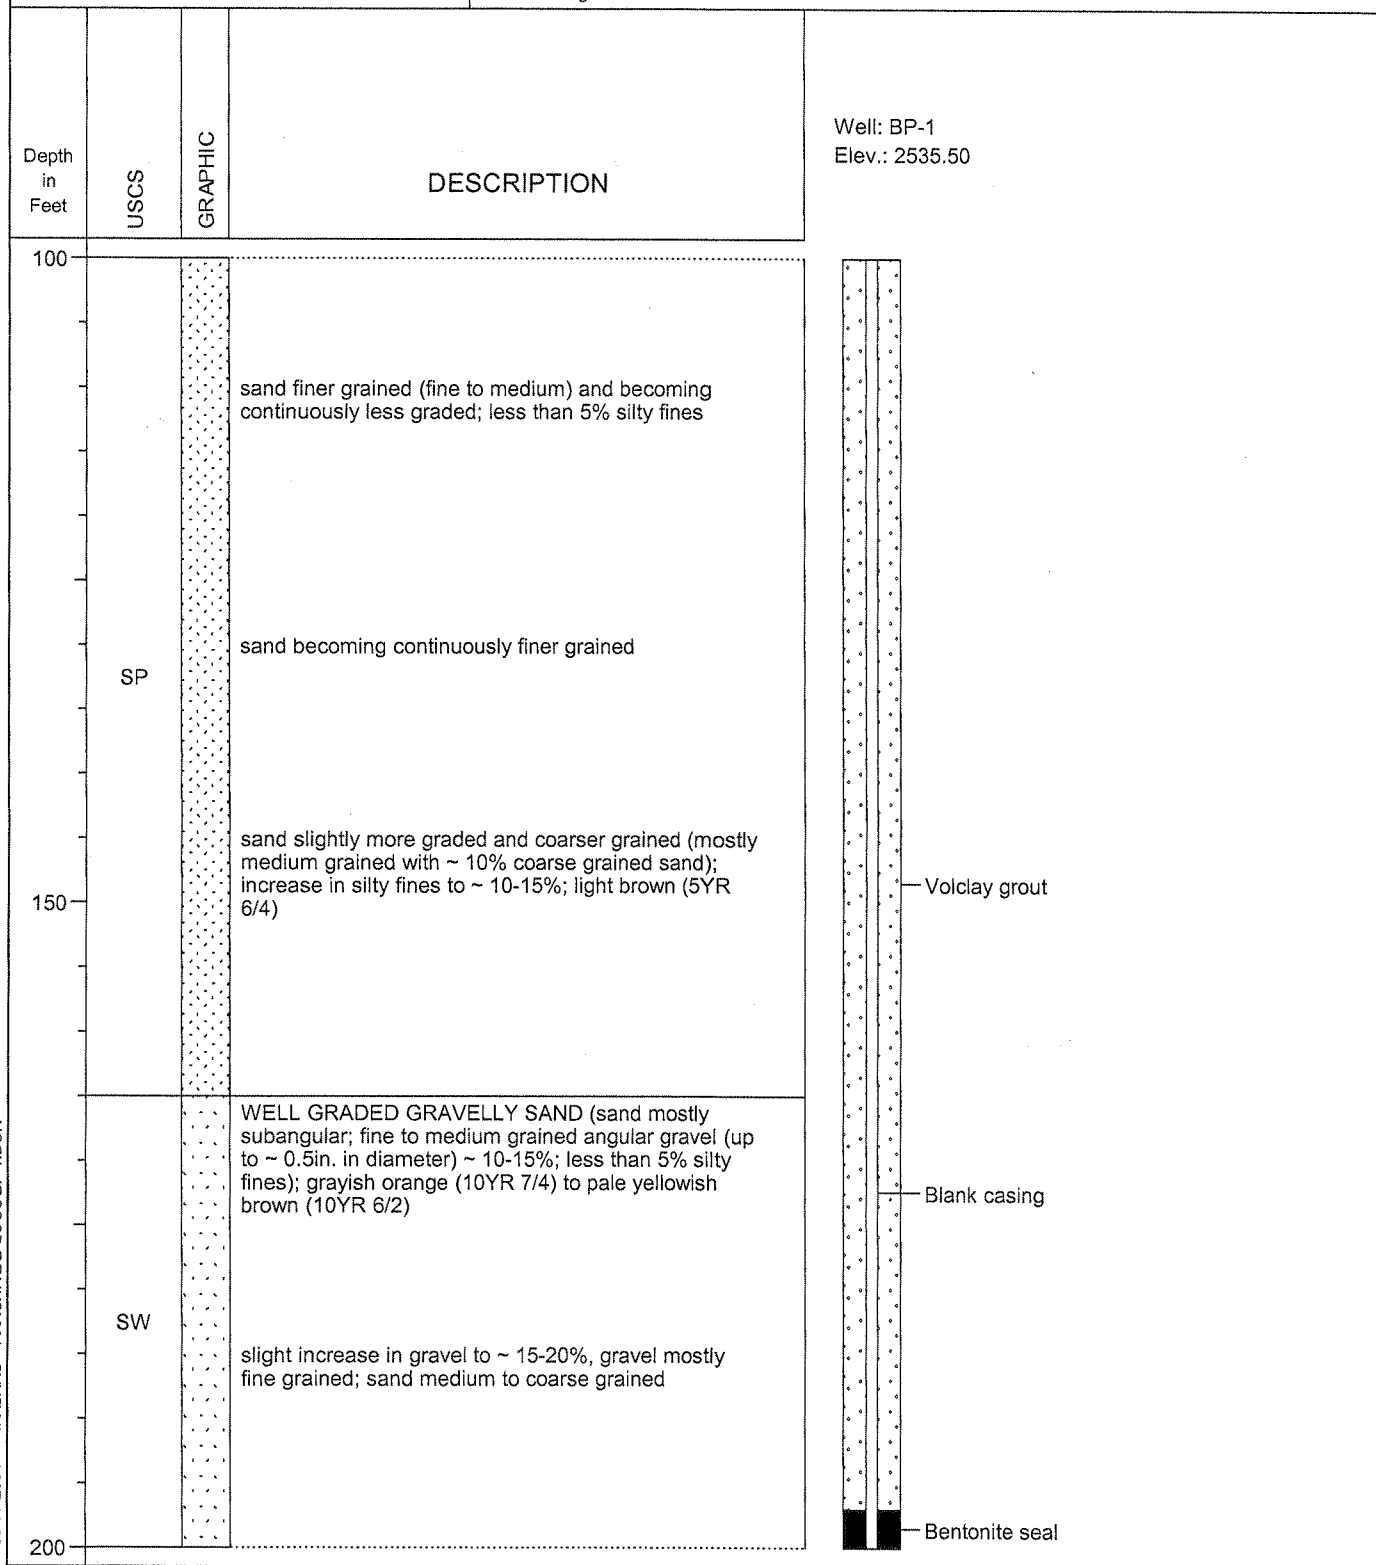 Depth
in
Feet
USCS
GRAPHIC
DESCRIPTION
Well: BP-1
Elev.: 2535.50
100
sand finer grained (fine to medium) and becoming
continuously less graded; less than 5% silty fines
sand becoming continuously finer grained
SP
sand slightly more graded and coarser grained (mostly
medium grained with ~ 10% coarse grained sand);
increase in silty fines to ~ 10-15%; light brown (5YR
6/4)
150
Volclay grout
WELL GRADED GRAVELLY SAND (sand mostly
subangular; fine to medium grained angular gravel (up
to ~ 0.5in. in diameter) ~ 10-15%; less than 5% silty
fines); grayish orange (10YR 7/4) to pale yellowish
brown (10YR 6/2)
Blank casing
SW
slight increase in gravel to ~ 15-20%, gravel mostly
fine grained; sand medium to coarse grained
Bentonite seal
200